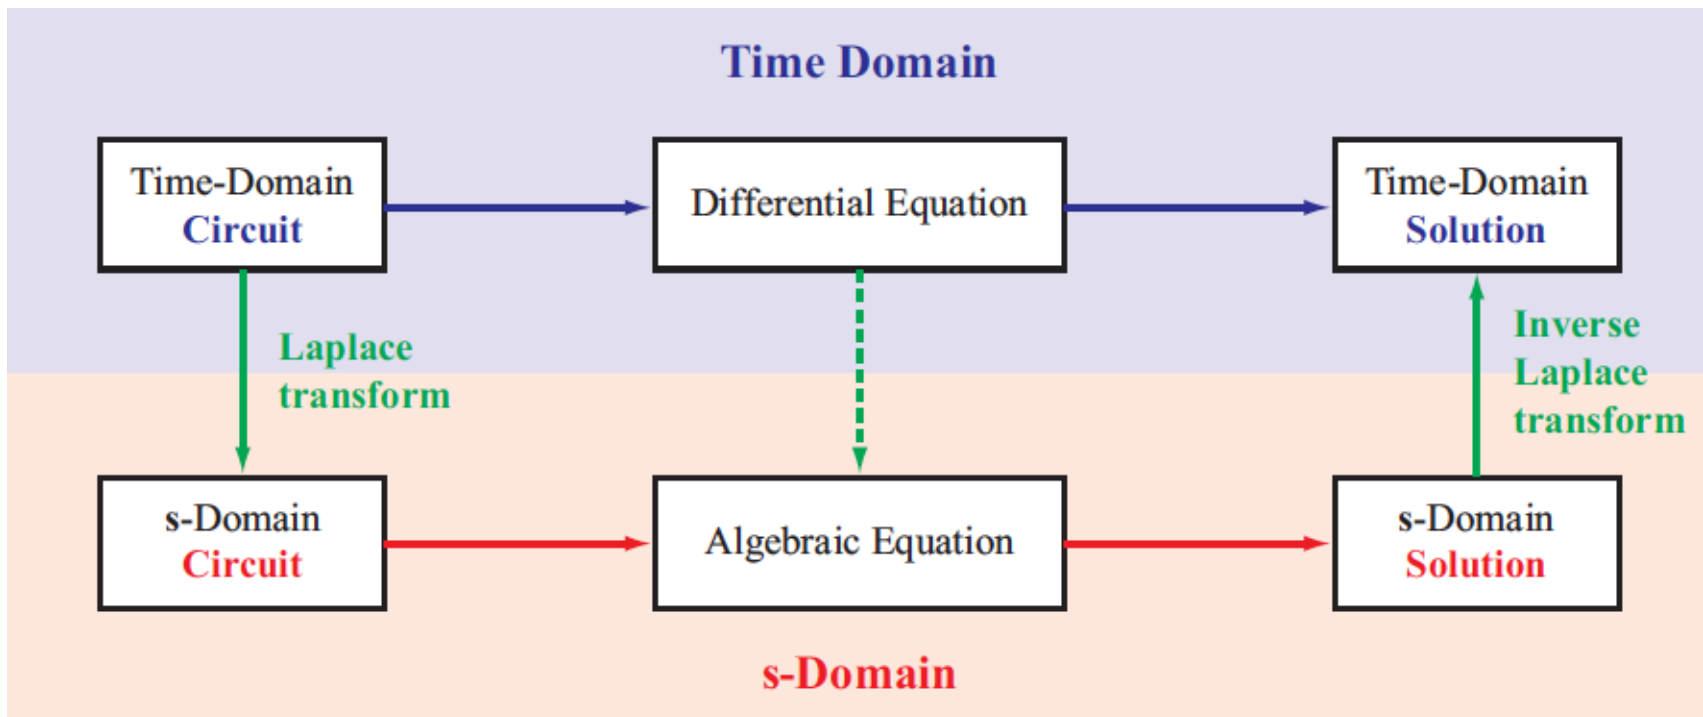 Time Domain
Time-Domain
Circuit
Differential Equation
Time-Domain
Solution
Laplace
transform
Inverse
Laplace
transform
s-Domain
Circuit
Algebraic Equation
s-Domain
Solution
s-Domain